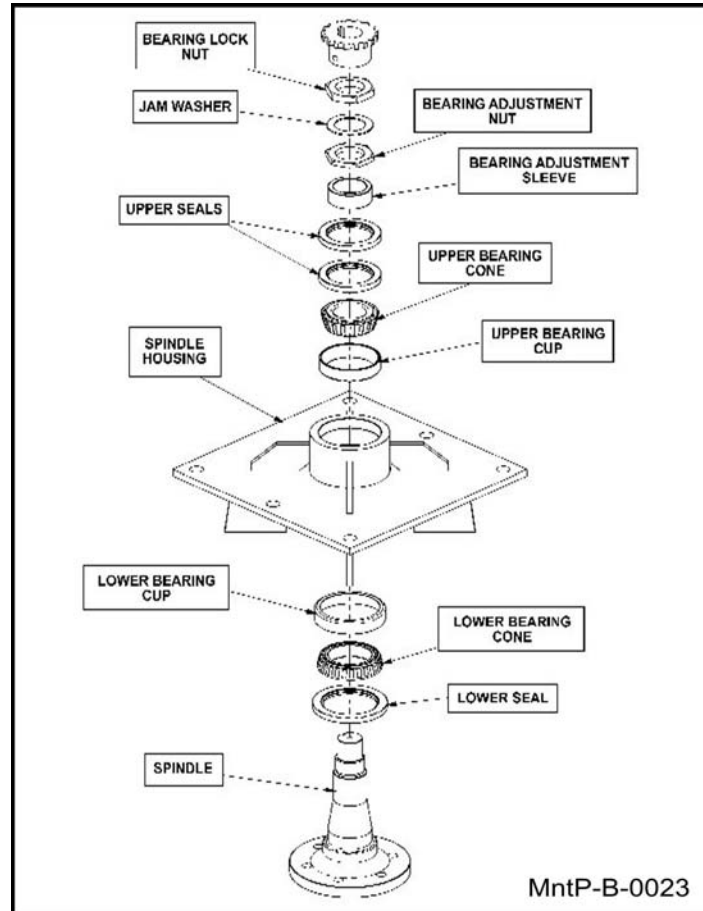 BEARING LOCK
NUT
JAM WASHER
BEARING ADJUSTMENT
NUT
BEARING ADJUSTMENT
SLEEVE
UPPER SEALS
UPPER BEARING
CONE
SPINDLE
HOUSING
UPPER BEARING
CUP
LOWER BEARING
CUP
LOWER BEARING
CONE
LOWER SEAL
SPINDLE
MntP-B-0023